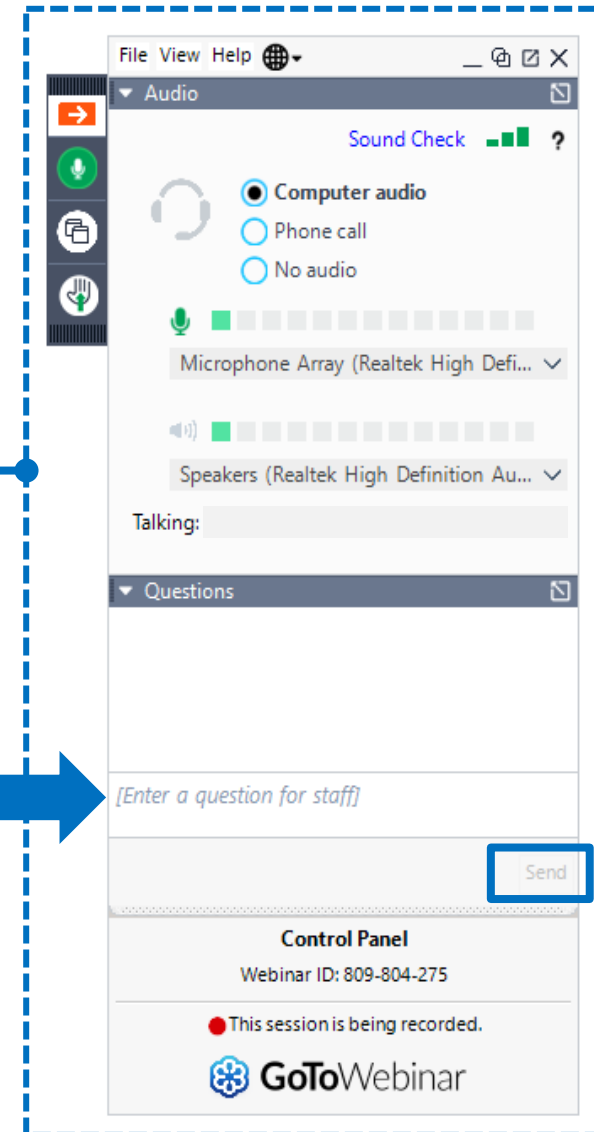 File View Help
Audio
Sound Check ?
Computer audio
Phone call
No audio
Microphone Array (Realtek High Defi...
Speakers (Realtek High Definition Au...
Talking:
Questions
[Enter a question for staff]
Send
Control Panel
Webinar ID: 809-804-275
This session is being recorded.
GoToWebinar